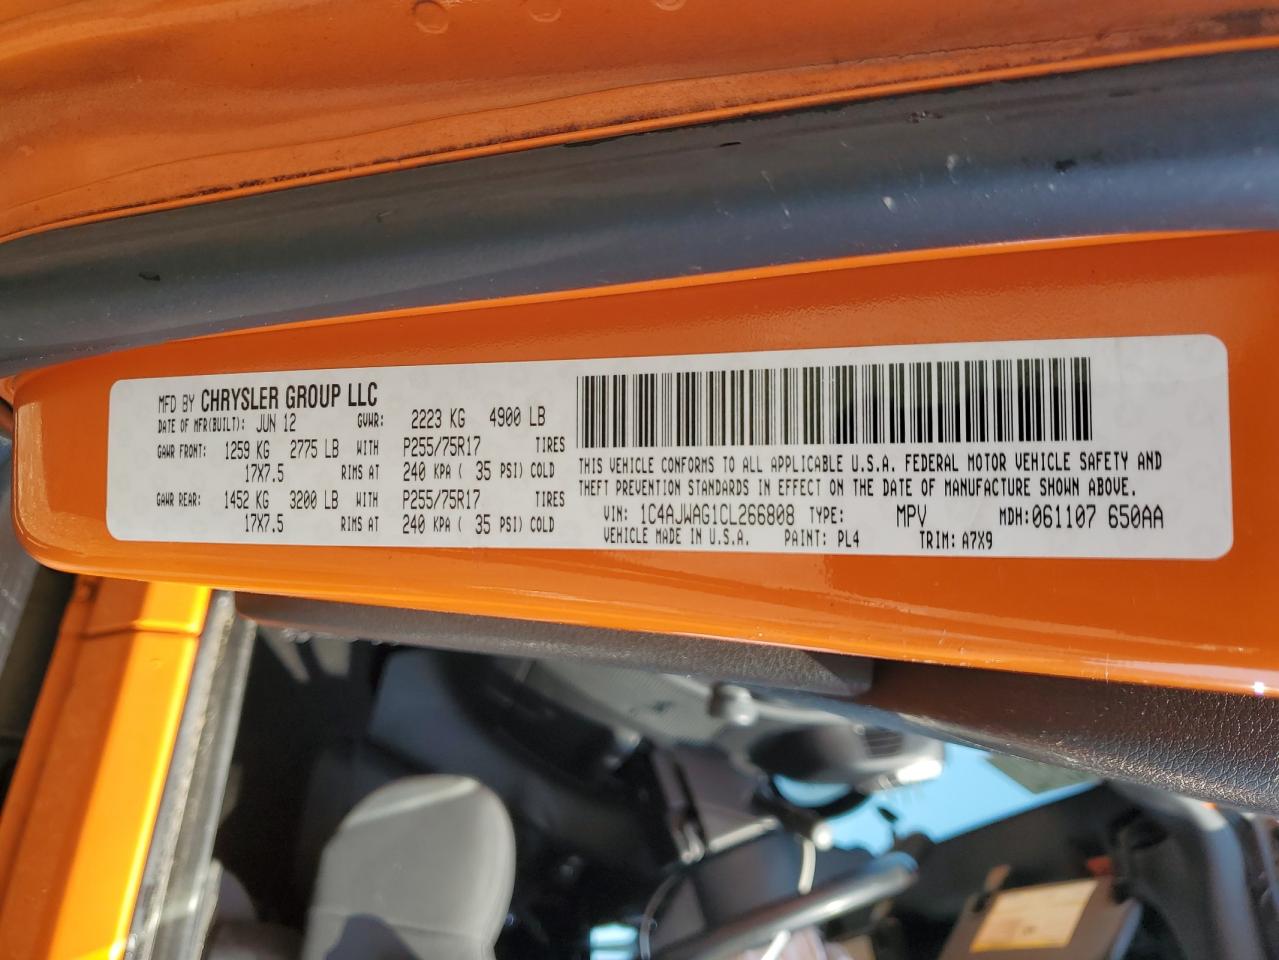 MFD BY CHRYSLER GROUP LLC
DATE OF MFR(BUILT): JUN 12 GVWR: 2223 KG 4900 LB
GAWR FRONT: 1259 KG 2775 LB WITH P255/75R17 TIRES
17X7.5 RIMS AT 240 KPA ( 35 PSI) COLD
GAWR REAR: 1452 KG 3200 LB WITH P255/75R17 TIRES
17X7.5 RIMS AT 240 KPA ( 35 PSI) COLD
THIS VEHICLE CONFORMS TO ALL APPLICABLE U.S.A. FEDERAL MOTOR VEHICLE SAFETY AND
THEFT PREVENTION STANDARDS IN EFFECT ON THE DATE OF MANUFACTURE SHOWN ABOVE.
VIN: 1C4AJWAG1CL266808 TYPE: MPV MDH:061107 650AA
VEHICLE MADE IN U.S.A. PAINT: PL4 TRIM: A7X9